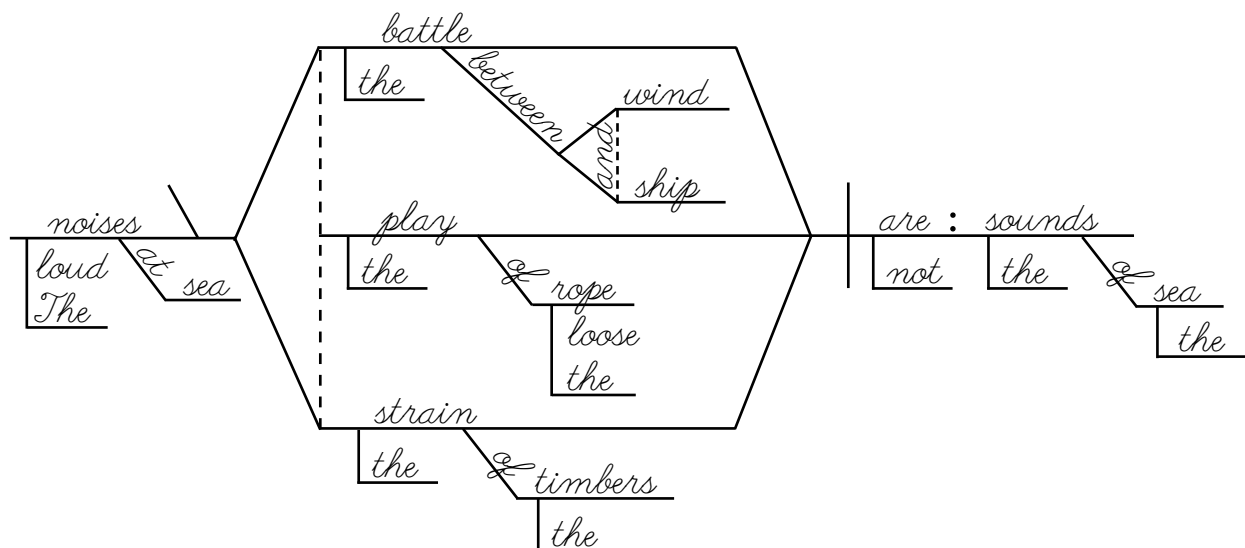 battle
the
between
wind
and
ship
noises
at
sea
loud
The
play
the
of
rope
loose
the
are : sounds
not
the
of
sea
the
strain
the
of
timbers
the